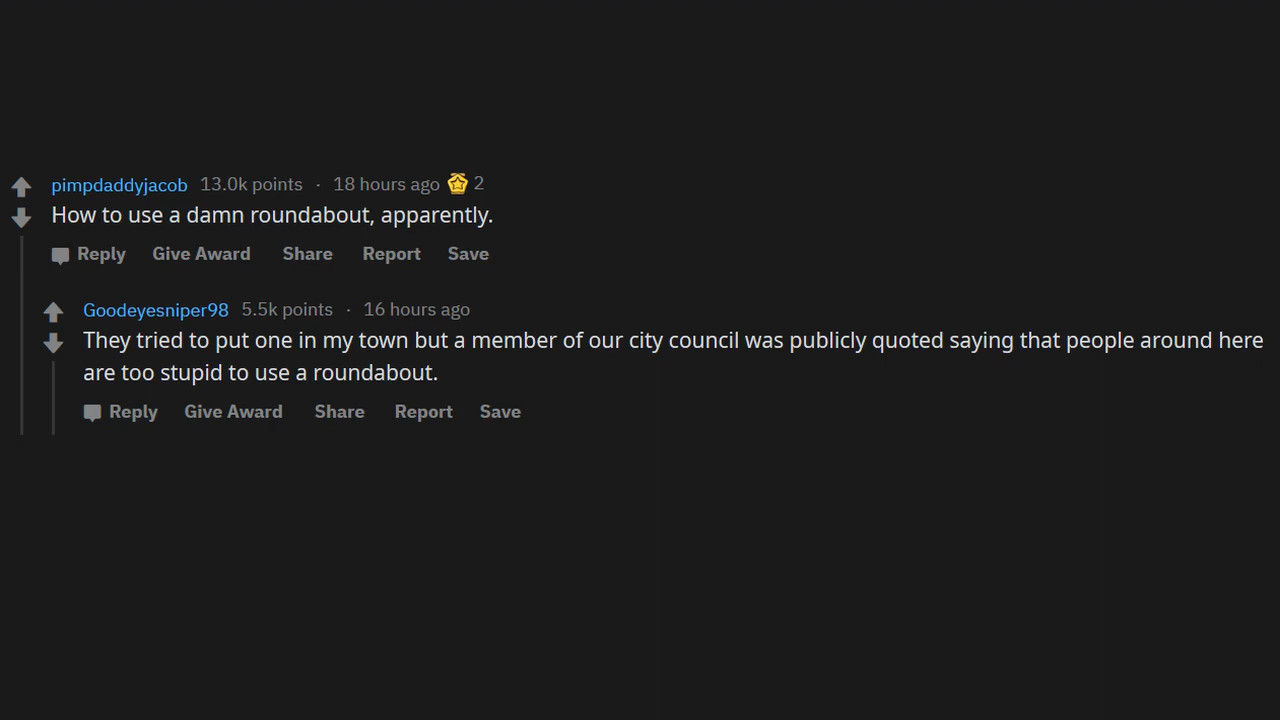 pimpdaddyjacob 13.0k points · 18 hours ago 2
How to use a damn roundabout, apparently.
Reply Give Award Share Report Save
Goodeyesniper98 5.5k points · 16 hours ago
They tried to put one in my town but a member of our city council was publicly quoted saying that people around here
are too stupid to use a roundabout.
Reply Give Award Share Report Save